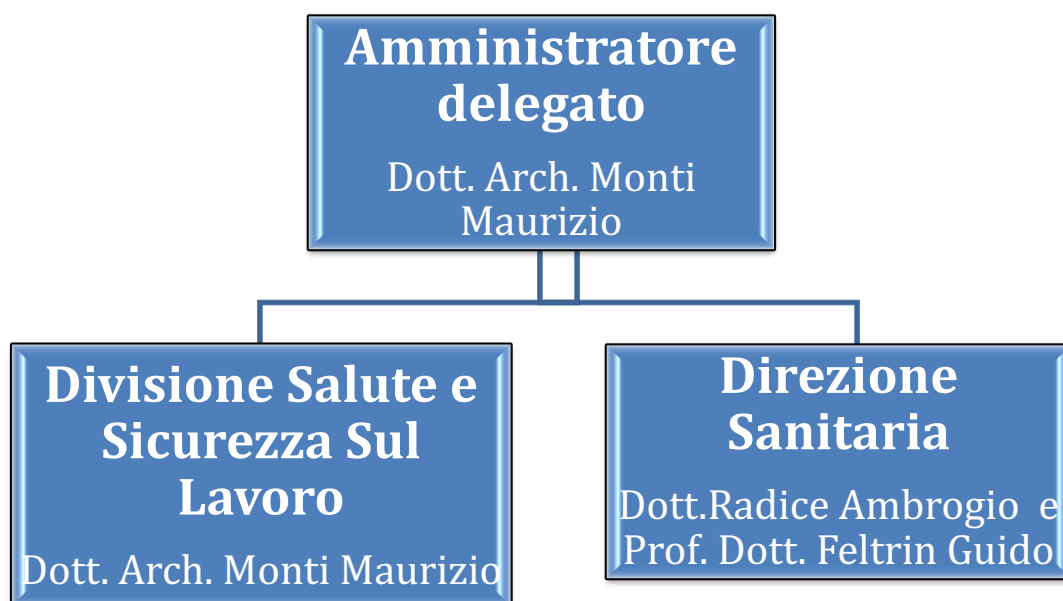 Amministratore
delegato
Dott. Arch. Monti
Maurizio
Divisione Salute e
Sicurezza Sul
Lavoro
Dott. Arch. Monti Maurizio
Direzione
Sanitaria
Dott.Radice Ambrogio e
Prof. Dott. Feltrin Guido